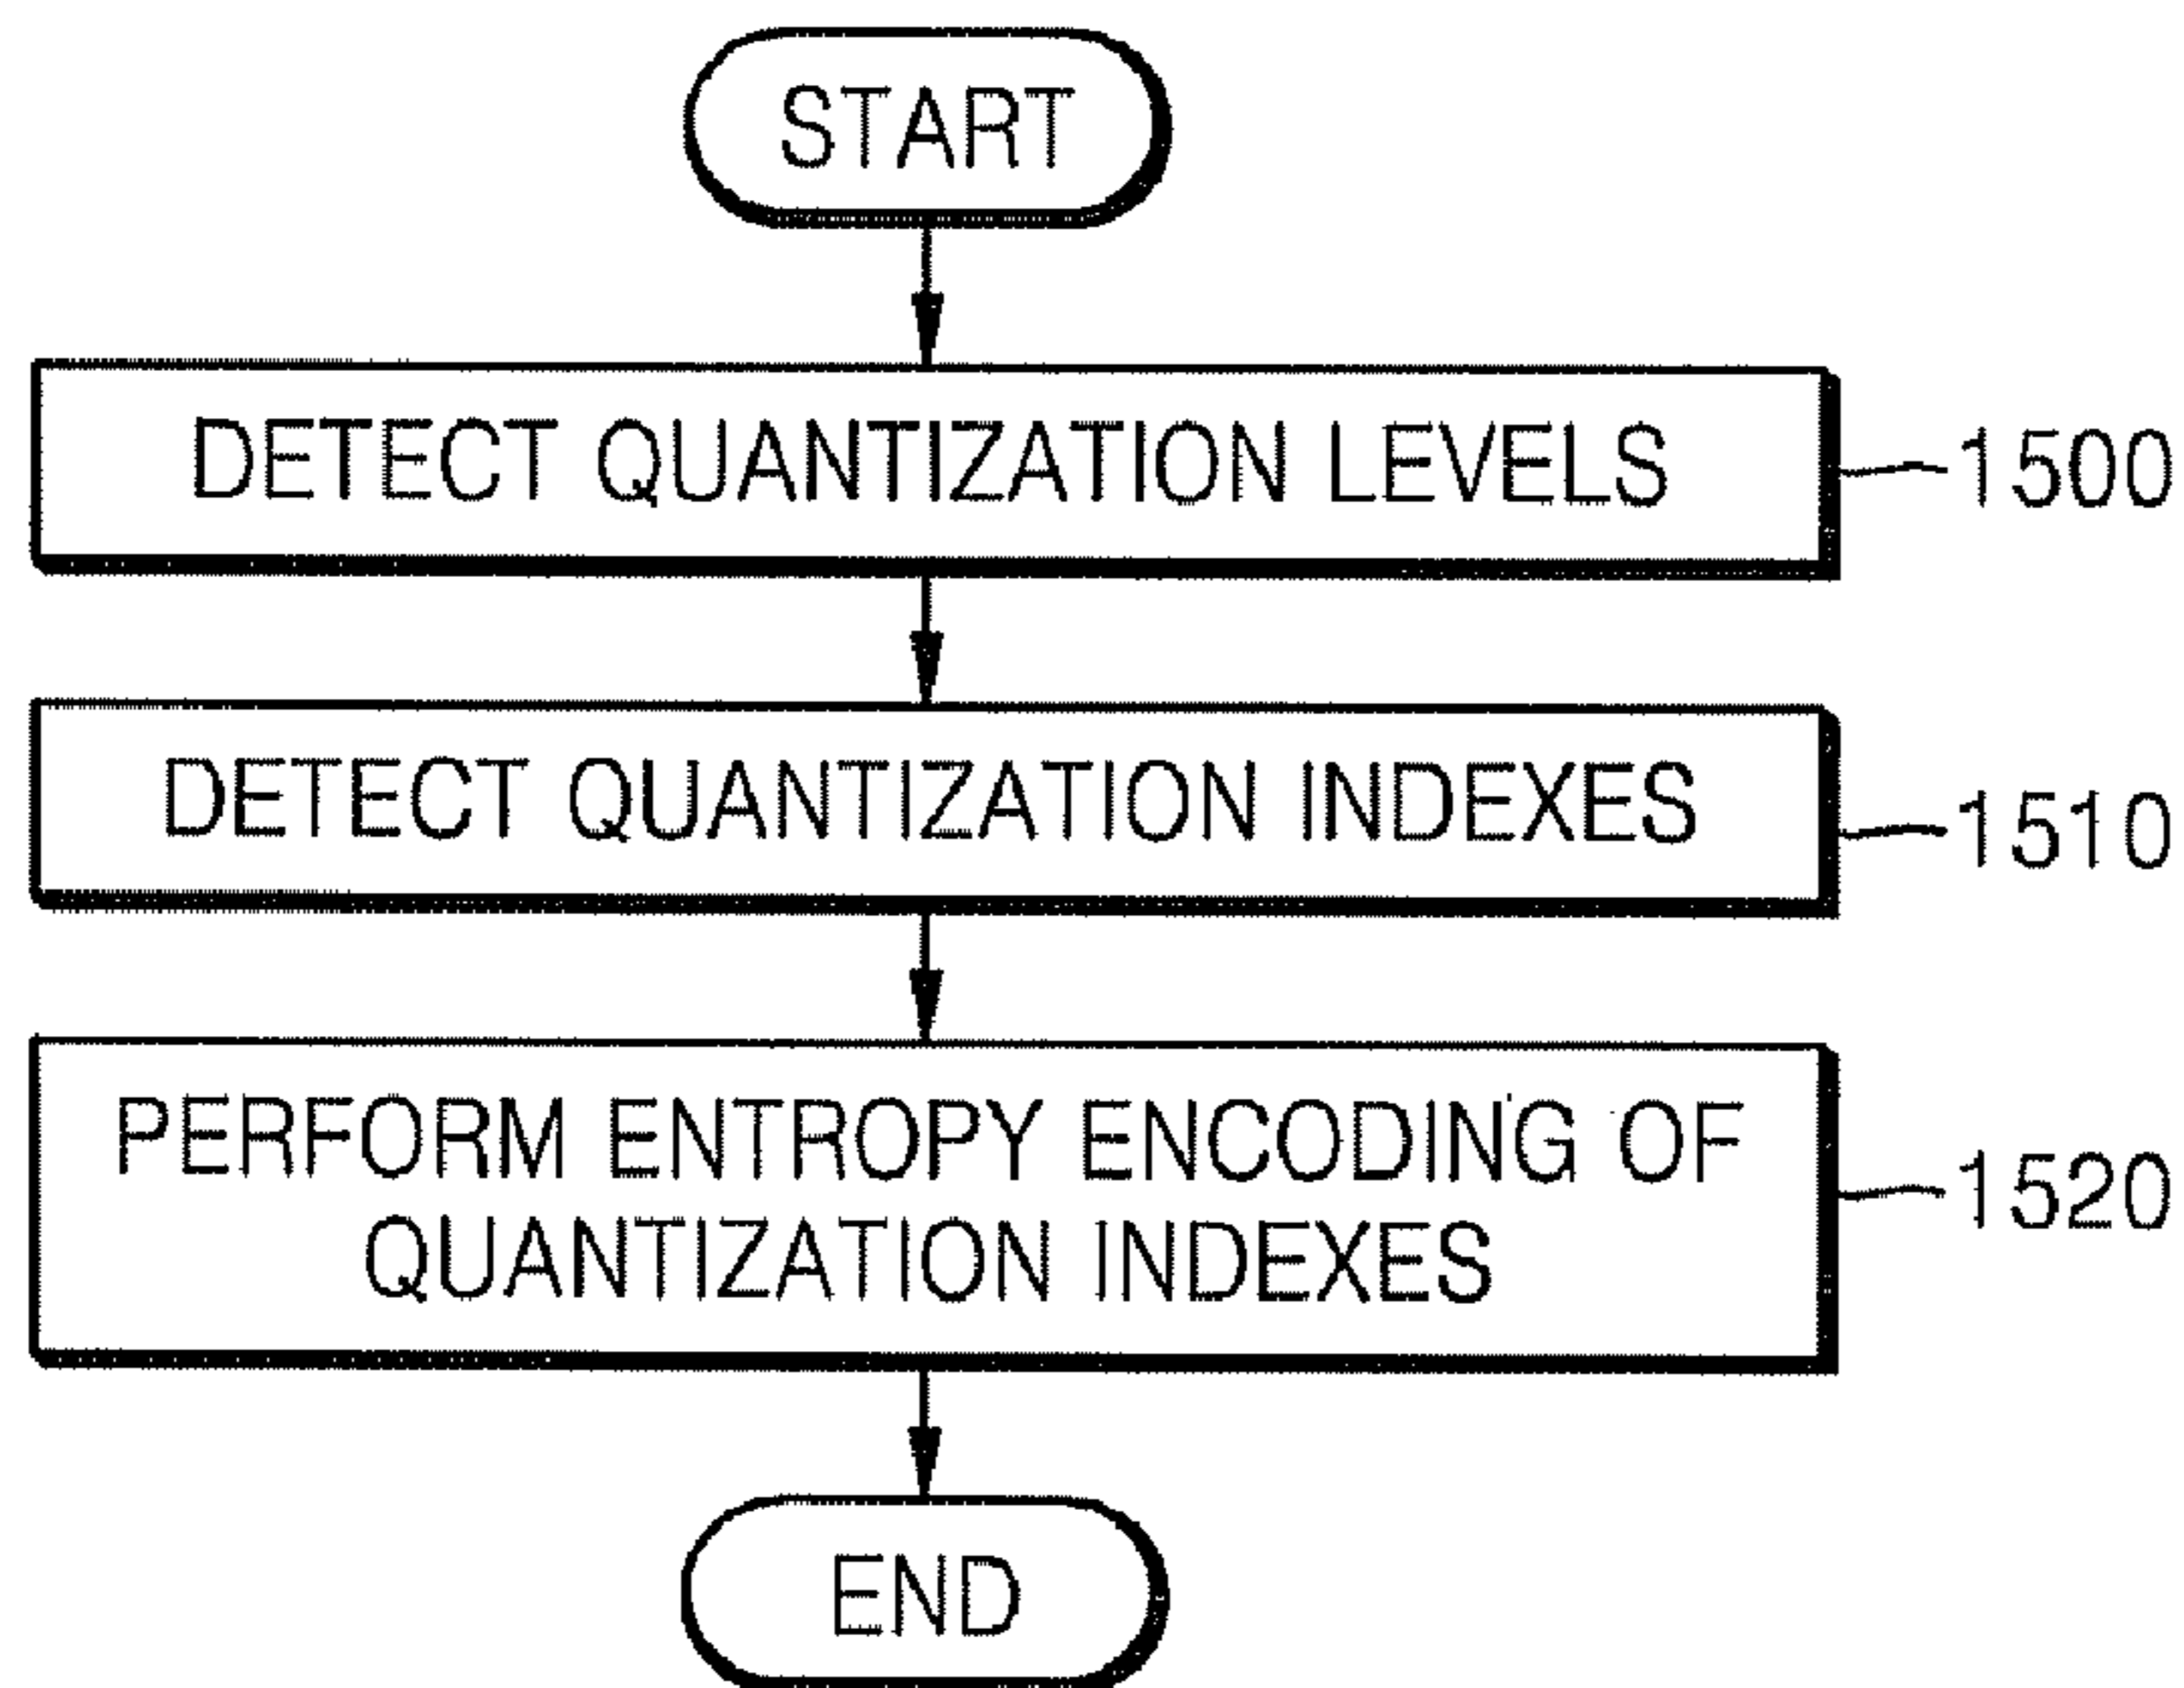 START
DETECT QUANTIZATION LEVELS
1500
DETECT QUANTIZATION INDEXES
1510
PERFORM ENTROPY ENCODING OF
QUANTIZATION INDEXES
1520
END